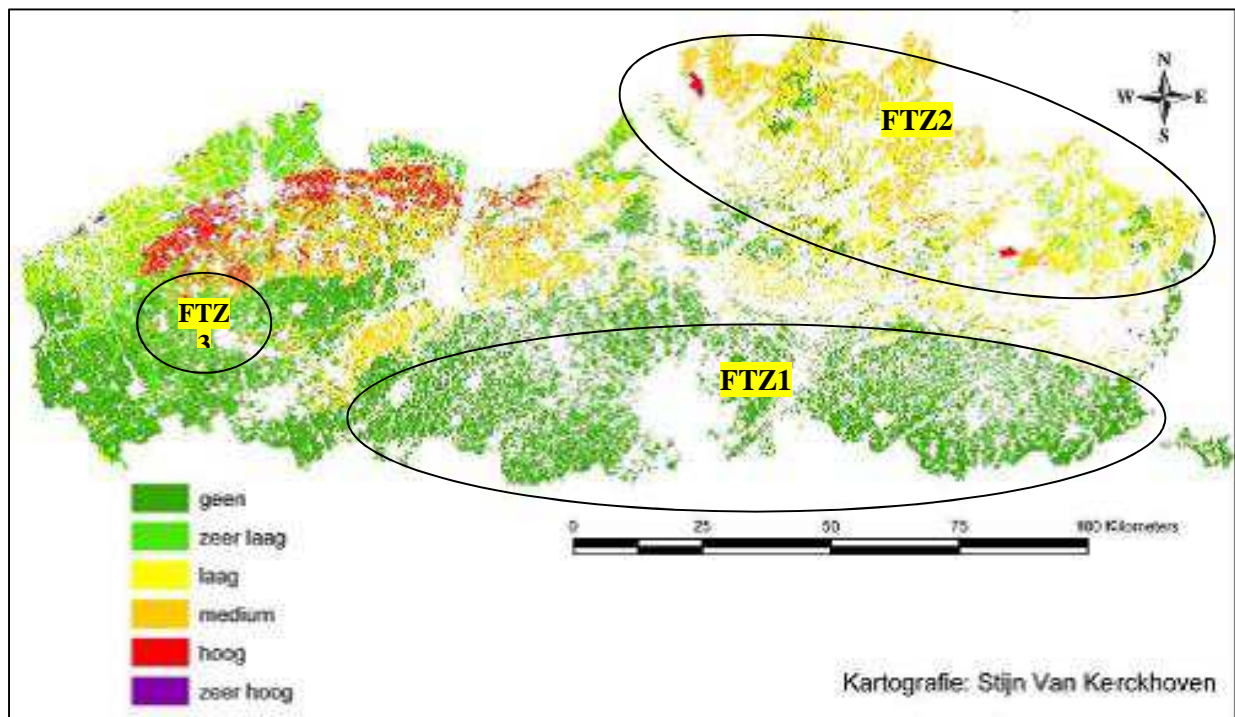 N
W E
S
FTZ2
FTZ
3
FTZ1
geen
zeer laag
laag
medium
hoog
zeer hoog
0 25 50 75 100 Kilometers
Kartografie: Stijn Van Kerckhoven